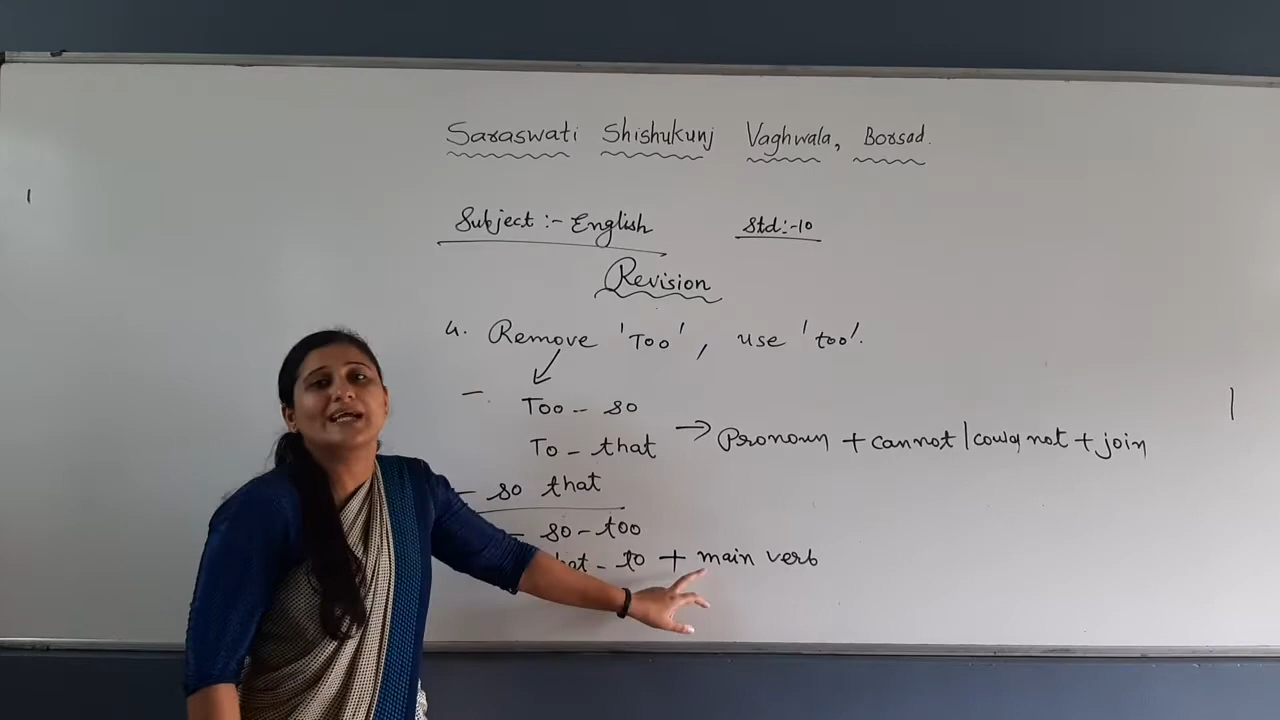 Saraswati Shishukunj Vaghwala, Borsad.
Subject :- English Std:-10
Revision
4. Remove 'Too', use 'too'.
- Too - so
To - that → Pronoun + cannot / could not + join
- so that
- so - too
to + main verb